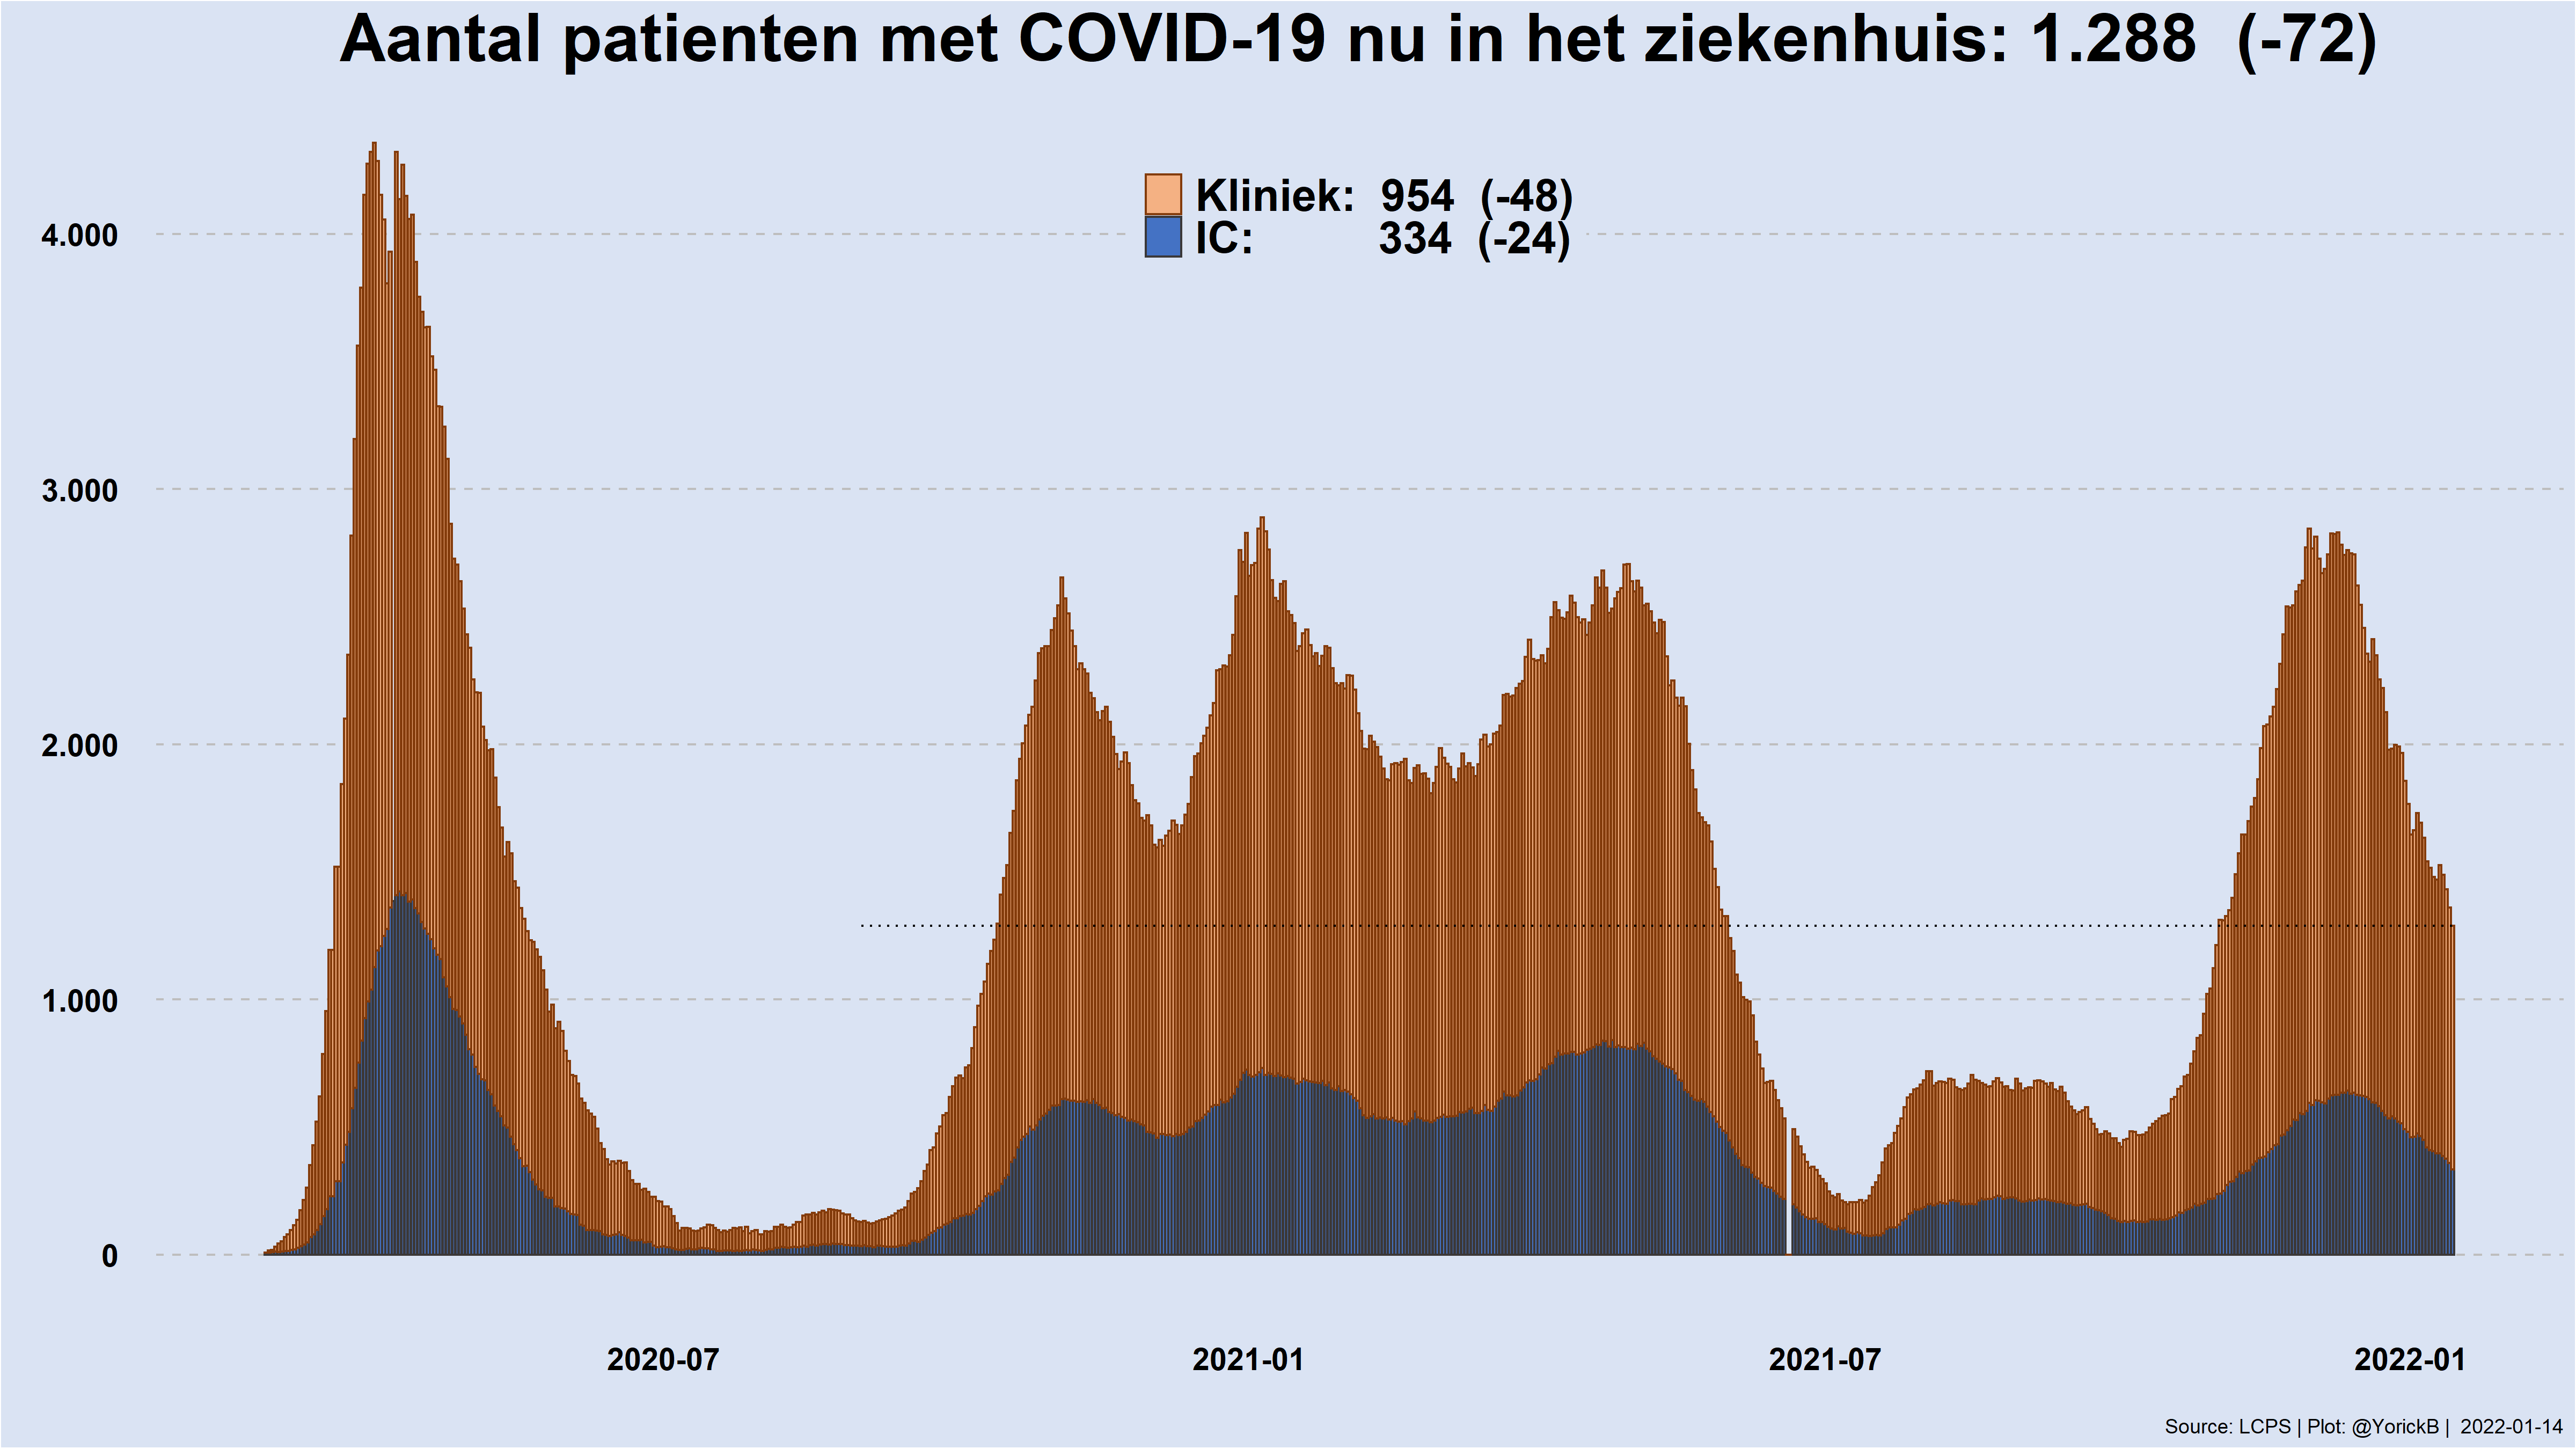 Aantal patienten met COVID-19 nu in het ziekenhuis: 1.288 (-72)
Kliniek: 954 (-48)
IC: 334 (-24)
4.000
3.000
2.000
1.000
0
2020-07 2021-01 2021-07 2022-01
Source: LCPS | Plot: @YorickB | 2022-01-14